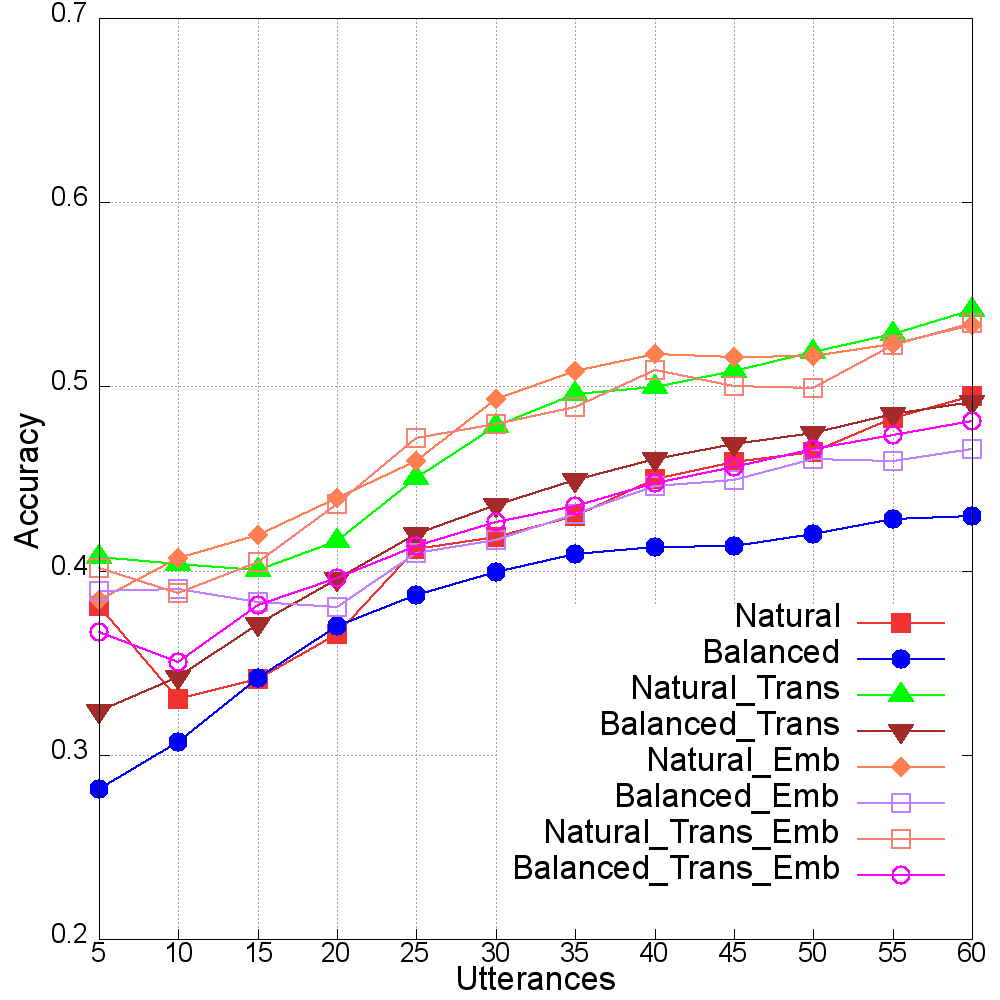 0.7
0.6
0.5
0.4
0.3
0.2
Accuracy
5 10 15 20 25 30 35 40 45 50 55 60
Utterances
Natural
Balanced
Natural_Trans
Balanced_Trans
Natural_Emb
Balanced_Emb
Natural_Trans_Emb
Balanced_Trans_Emb